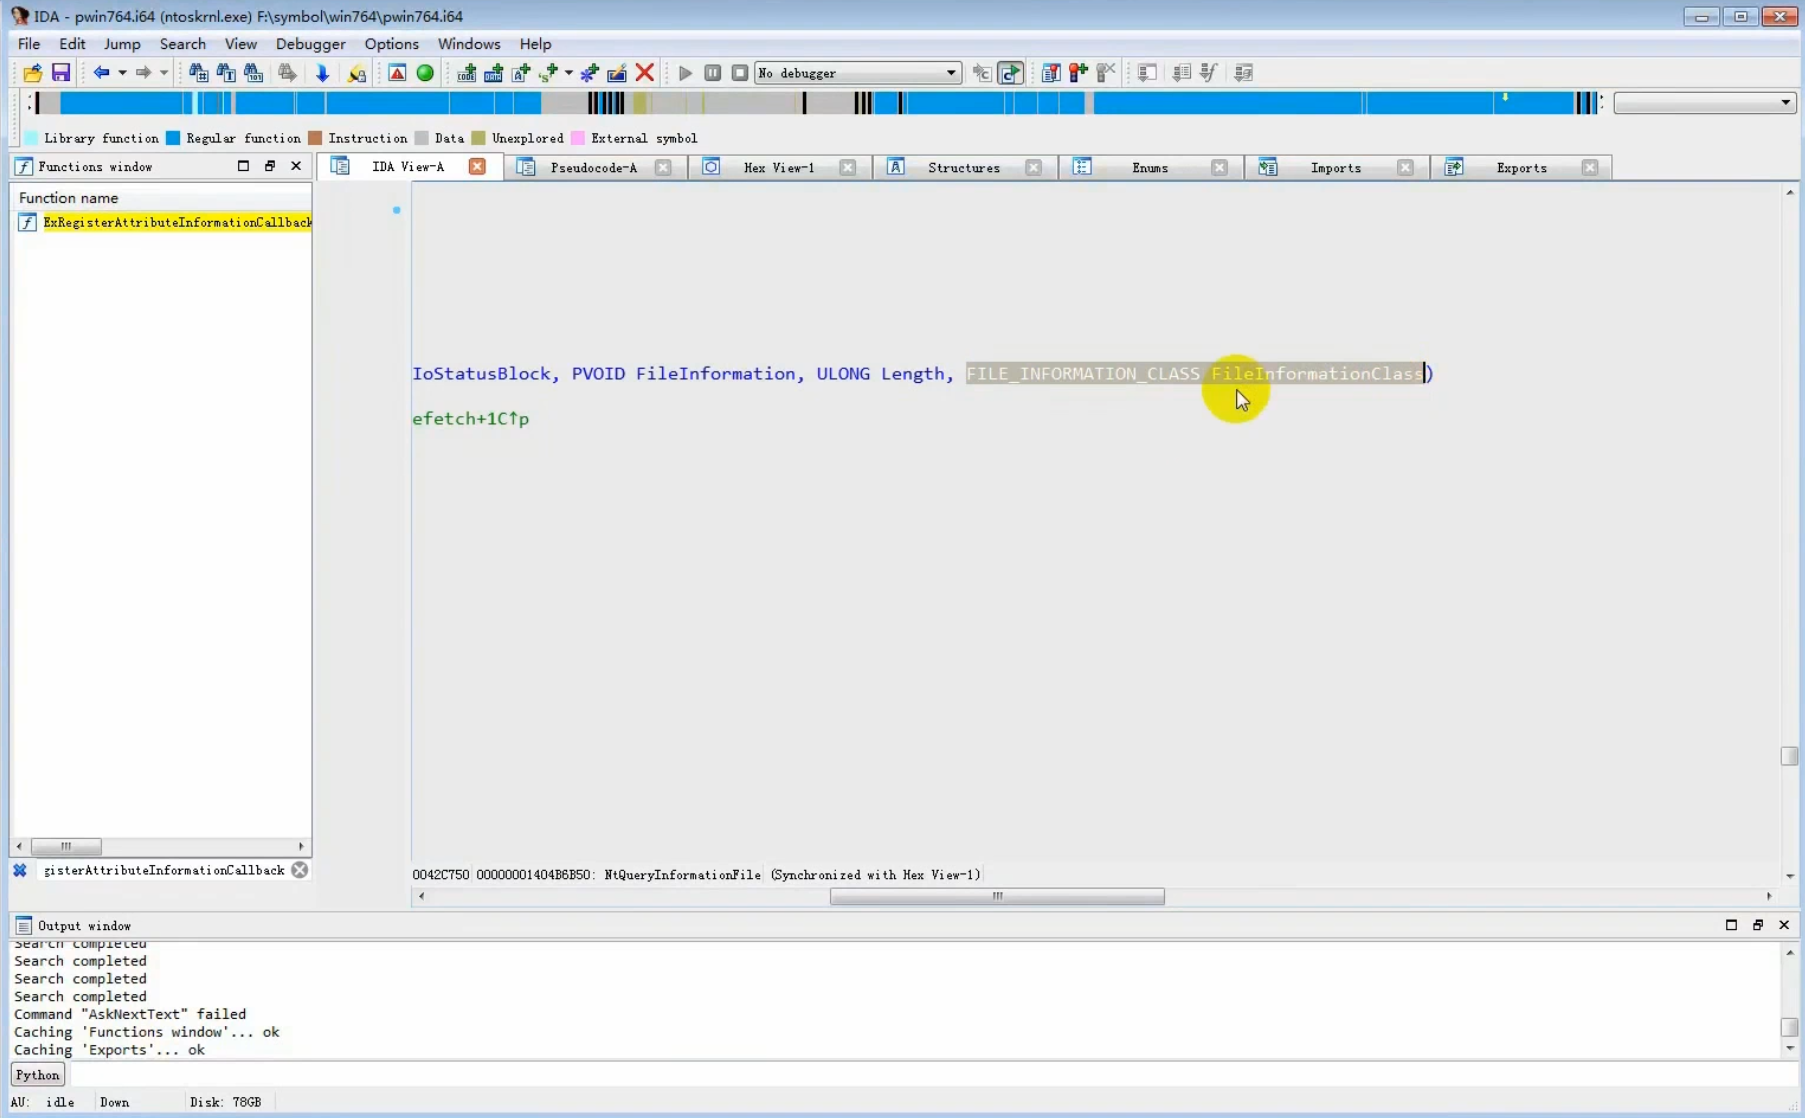 IDA - pwin764.i64 (ntoskrnl.exe) F:\symbol\win764\pwin764.i64
File Edit Jump Search View Debugger Options Windows Help
No debugger
Library function Regular function Instruction Data Unexplored External symbol
Functions window
IDA View-A Pseudocode-A Hex View-1 Structures Enums Imports Exports
Function name
ExRegisterAttributeInformationCallback
IoStatusBlock, PVOID FileInformation, ULONG Length, FILE_INFORMATION_CLASS FileInformationClass)
efetch+1C↑p
gisterAttributeInformationCallback
0042C750 00000001404B6B50: NtQueryInformationFile (Synchronized with Hex View-1)
Output window
Search completed
Search completed
Search completed
Search completed
Command "AskNextText" failed
Caching 'Functions window'... ok
Caching 'Exports'... ok
Python
AU: idle Down Disk: 78GB